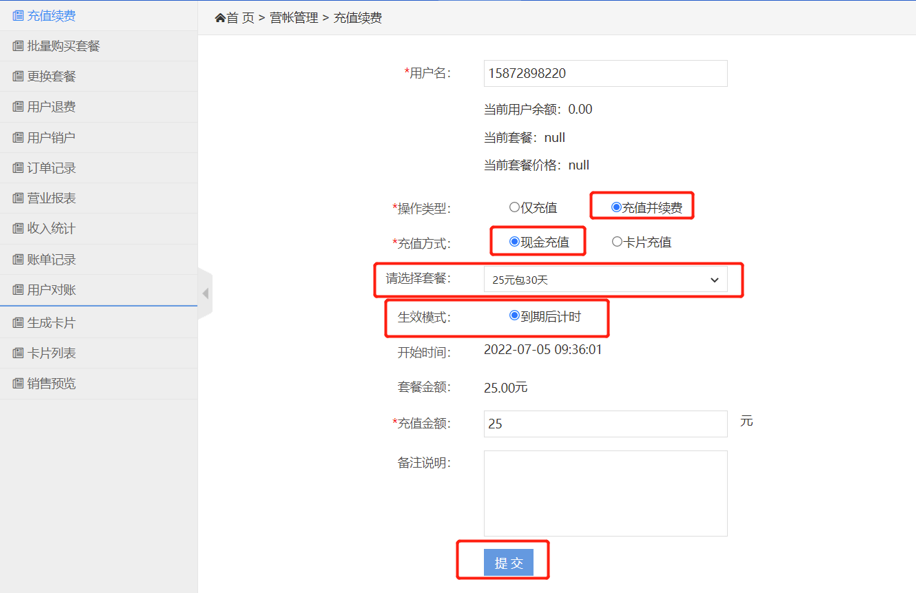 充值续费
批量购买套餐
更换套餐
用户退费
用户销户
订单记录
营业报表
收入统计
账单记录
用户对账
生成卡片
卡片列表
销售预览
首 页 > 营帐管理 > 充值续费
*用户名： 15872898220
当前用户余额：0.00
当前套餐：null
当前套餐价格：null
*操作类型： 仅充值 充值并续费
*充值方式： 现金充值 卡片充值
请选择套餐： 25元包30天
生效模式： 到期后计时
开始时间： 2022-07-05 09:36:01
套餐金额： 25.00元
*充值金额： 25 元
备注说明：
提 交